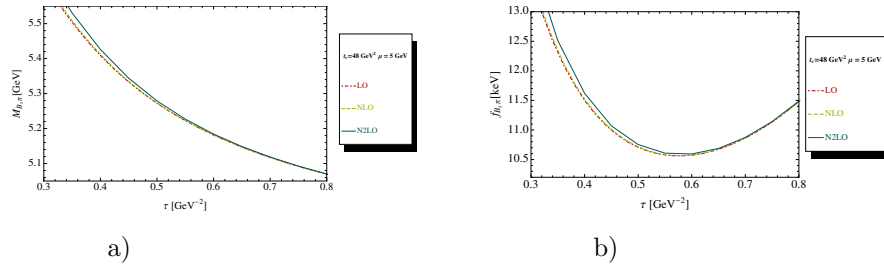 5.5
5.4
5.3
5.2
5.1
M_{B_sπ} [GeV]
0.3 0.4 0.5 0.6 0.7 0.8
τ [GeV⁻²]
t_c=48 GeV² μ = 5 GeV
LO
NLO
N2LO
a)
13.0
12.5
12.0
11.5
11.0
10.5
f_{B_sπ} [keV]
0.3 0.4 0.5 0.6 0.7 0.8
τ [GeV⁻²]
t_c=48 GeV² μ = 5 GeV
LO
NLO
N2LO
b)